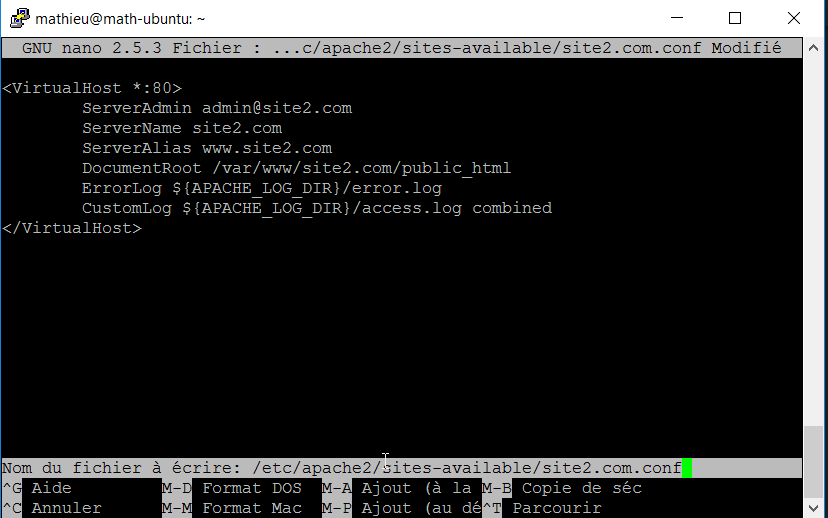 mathieu@math-ubuntu: ~
GNU nano 2.5.3 Fichier : ...c/apache2/sites-available/site2.com.conf Modifié
<VirtualHost *:80>
ServerAdmin admin@site2.com
ServerName site2.com
ServerAlias www.site2.com
DocumentRoot /var/www/site2.com/public_html
ErrorLog ${APACHE_LOG_DIR}/error.log
CustomLog ${APACHE_LOG_DIR}/access.log combined
</VirtualHost>
Nom du fichier à écrire: /etc/apache2/sites-available/site2.com.conf
^G Aide M-D Format DOS M-A Ajout (à la M-B Copie de séc
^C Annuler M-M Format Mac M-P Ajout (au dé^T Parcourir